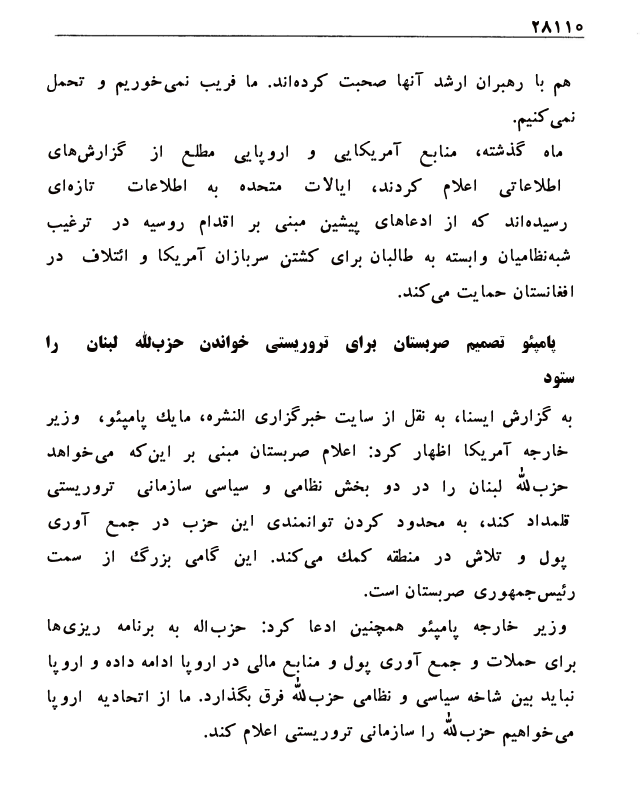 ۲۸۱۱۰
هم با رهبران ارشد آنها صحبت کرده‌اند. ما فریب نمی‌خوریم و تحمل
نمی‌کنیم.
ماه گذشته، منابع آمریکایی و اروپایی مطلع از گزارش‌های
اطلاعاتی اعلام کردند، ایالات متحده به اطلاعات تازه‌ای
رسیده‌اند که از ادعاهای پیشین مبنی بر اقدام روسیه در ترغیب
شبه‌نظامیان وابسته به طالبان برای کشتن سربازان آمریکا و ائتلاف در
افغانستان حمایت می‌کند.
پامپئو تصمیم صربستان برای تروریستی خواندن حزب‌الله لبنان را
ستود
به گزارش ایسنا، به نقل از سایت خبرگزاری النشره، مایك پامپئو، وزیر
خارجه آمریکا اظهار کرد: اعلام صربستان مبنی بر این‌که می‌خواهد
حزب‌الله لبنان را در دو بخش نظامی و سیاسی سازمانی تروریستی
قلمداد کند، به محدود کردن توانمندی این حزب در جمع آوری
پول و تلاش در منطقه کمك می‌کند. این گامی بزرگ از سمت
رئیس‌جمهوری صربستان است.
وزیر خارجه پامپئو همچنین ادعا کرد: حزب‌اله به برنامه ریزی‌ها
برای حملات و جمع آوری پول و منابع مالی در اروپا ادامه داده و اروپا
نباید بین شاخه سیاسی و نظامی حزب‌الله فرق بگذارد. ما از اتحادیه اروپا
می‌خواهیم حزب‌الله را سازمانی تروریستی اعلام کند.